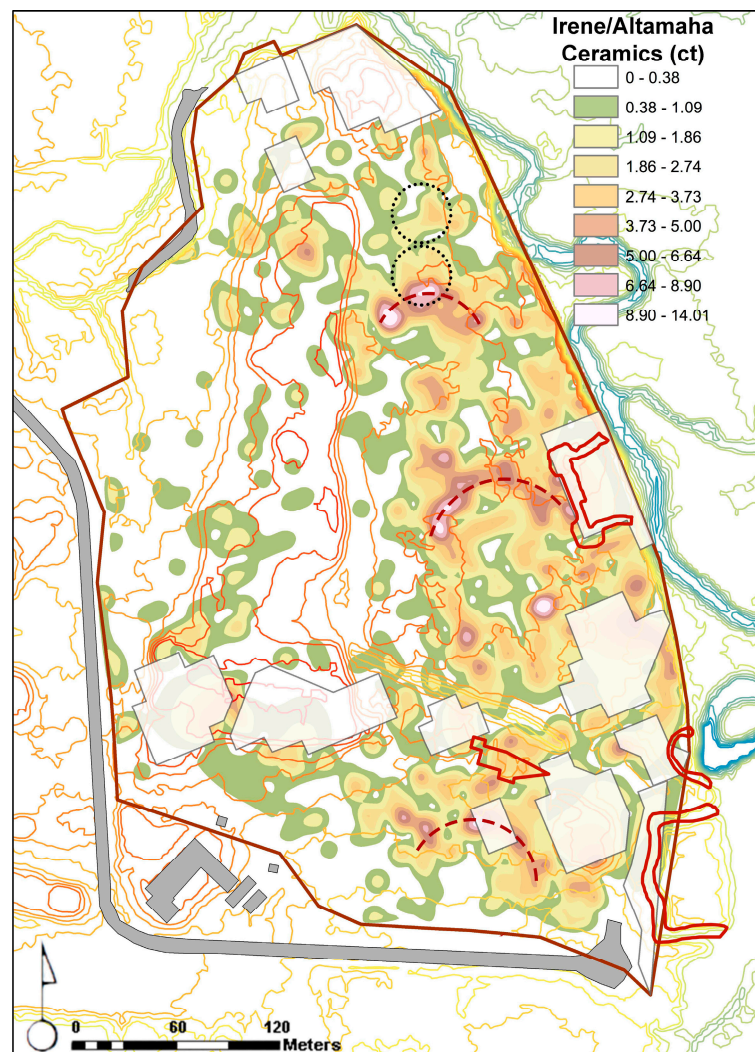 Irene/Altamaha
Ceramics (ct)
0 - 0.38
0.38 - 1.09
1.09 - 1.86
1.86 - 2.74
2.74 - 3.73
3.73 - 5.00
5.00 - 6.64
6.64 - 8.90
8.90 - 14.01
0 60 120
Meters